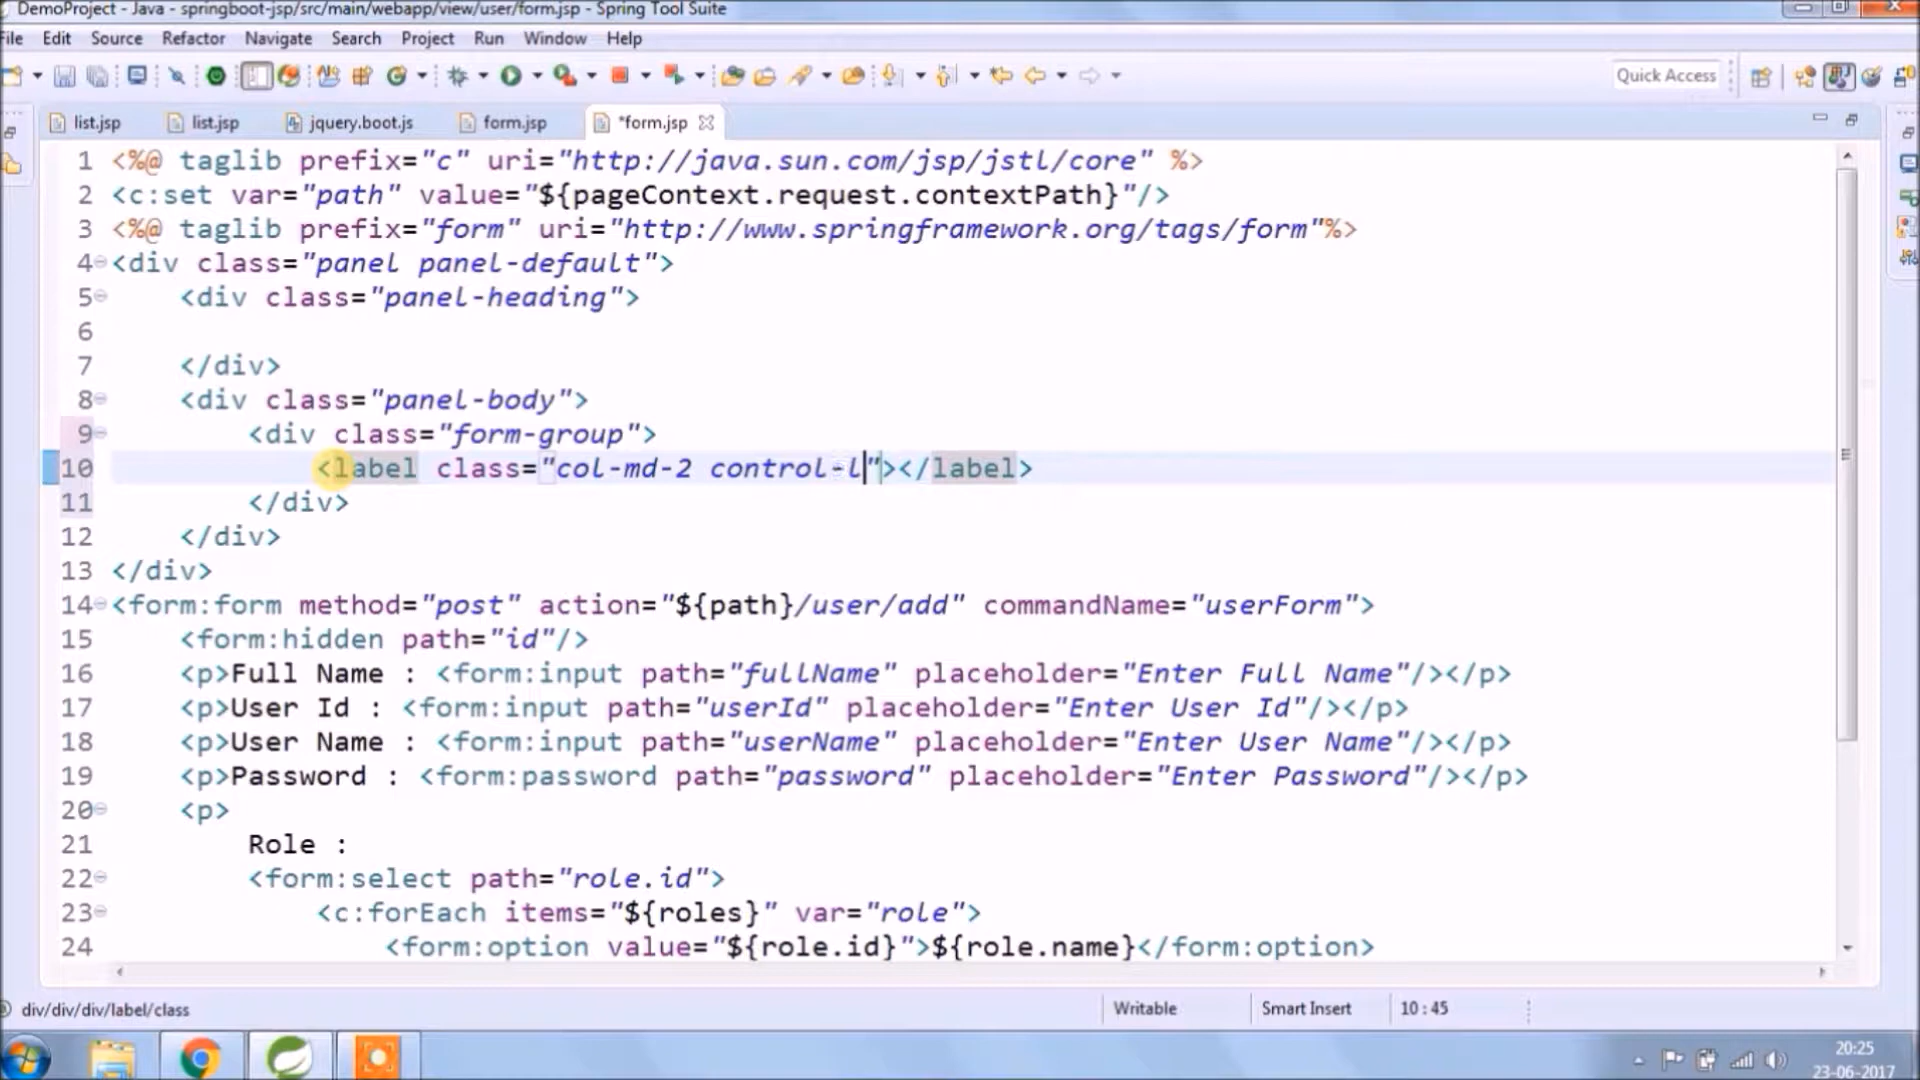 DemoProject - Java - springboot-jsp/src/main/webapp/view/user/form.jsp - Spring Tool Suite
File Edit Source Refactor Navigate Search Project Run Window Help
Quick Access
list.jsp list.jsp jquery.boot.js form.jsp *form.jsp
1 <%@ taglib prefix="c" uri="http://java.sun.com/jsp/jstl/core" %>
2 <c:set var="path" value="${pageContext.request.contextPath}"/>
3 <%@ taglib prefix="form" uri="http://www.springframework.org/tags/form"%>
4 <div class="panel panel-default">
5 <div class="panel-heading">
6
7 </div>
8 <div class="panel-body">
9 <div class="form-group">
10 <label class="col-md-2 control-l"></label>
11 </div>
12 </div>
13 </div>
14 <form:form method="post" action="${path}/user/add" commandName="userForm">
15 <form:hidden path="id"/>
16 <p>Full Name : <form:input path="fullName" placeholder="Enter Full Name"/></p>
17 <p>User Id : <form:input path="userId" placeholder="Enter User Id"/></p>
18 <p>User Name : <form:input path="userName" placeholder="Enter User Name"/></p>
19 <p>Password : <form:password path="password" placeholder="Enter Password"/></p>
20 <p>
21 Role :
22 <form:select path="role.id">
23 <c:forEach items="${roles}" var="role">
24 <form:option value="${role.id}">${role.name}</form:option>
div/div/div/label/class Writable Smart Insert 10:45
20:25
23-06-2017